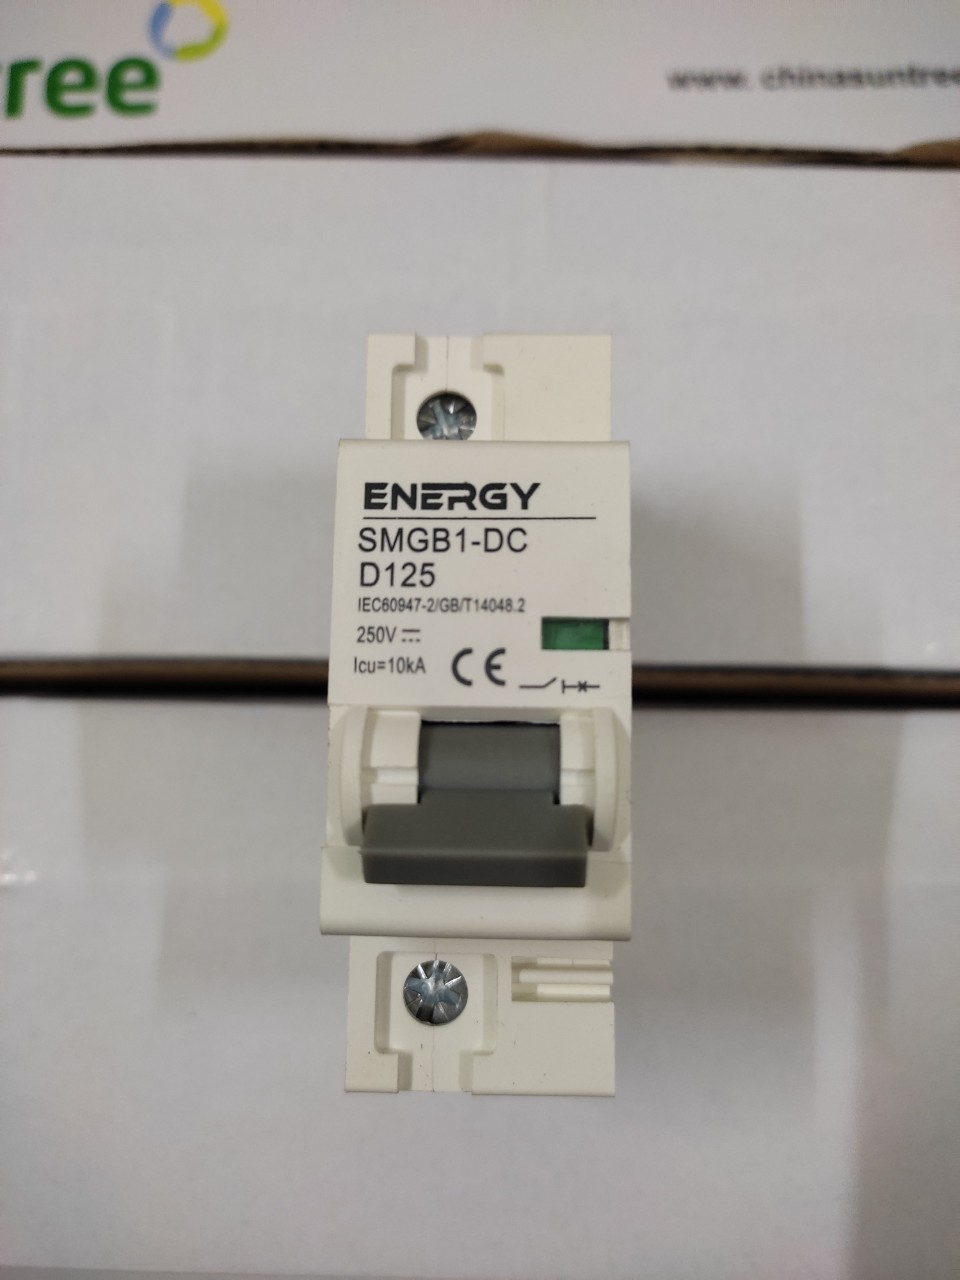 ree
www. chinasuntree
ENERGY
SMGB1-DC
D125
IEC60947-2/GB/T14048.2
250V⎓
Icu=10kA
CE